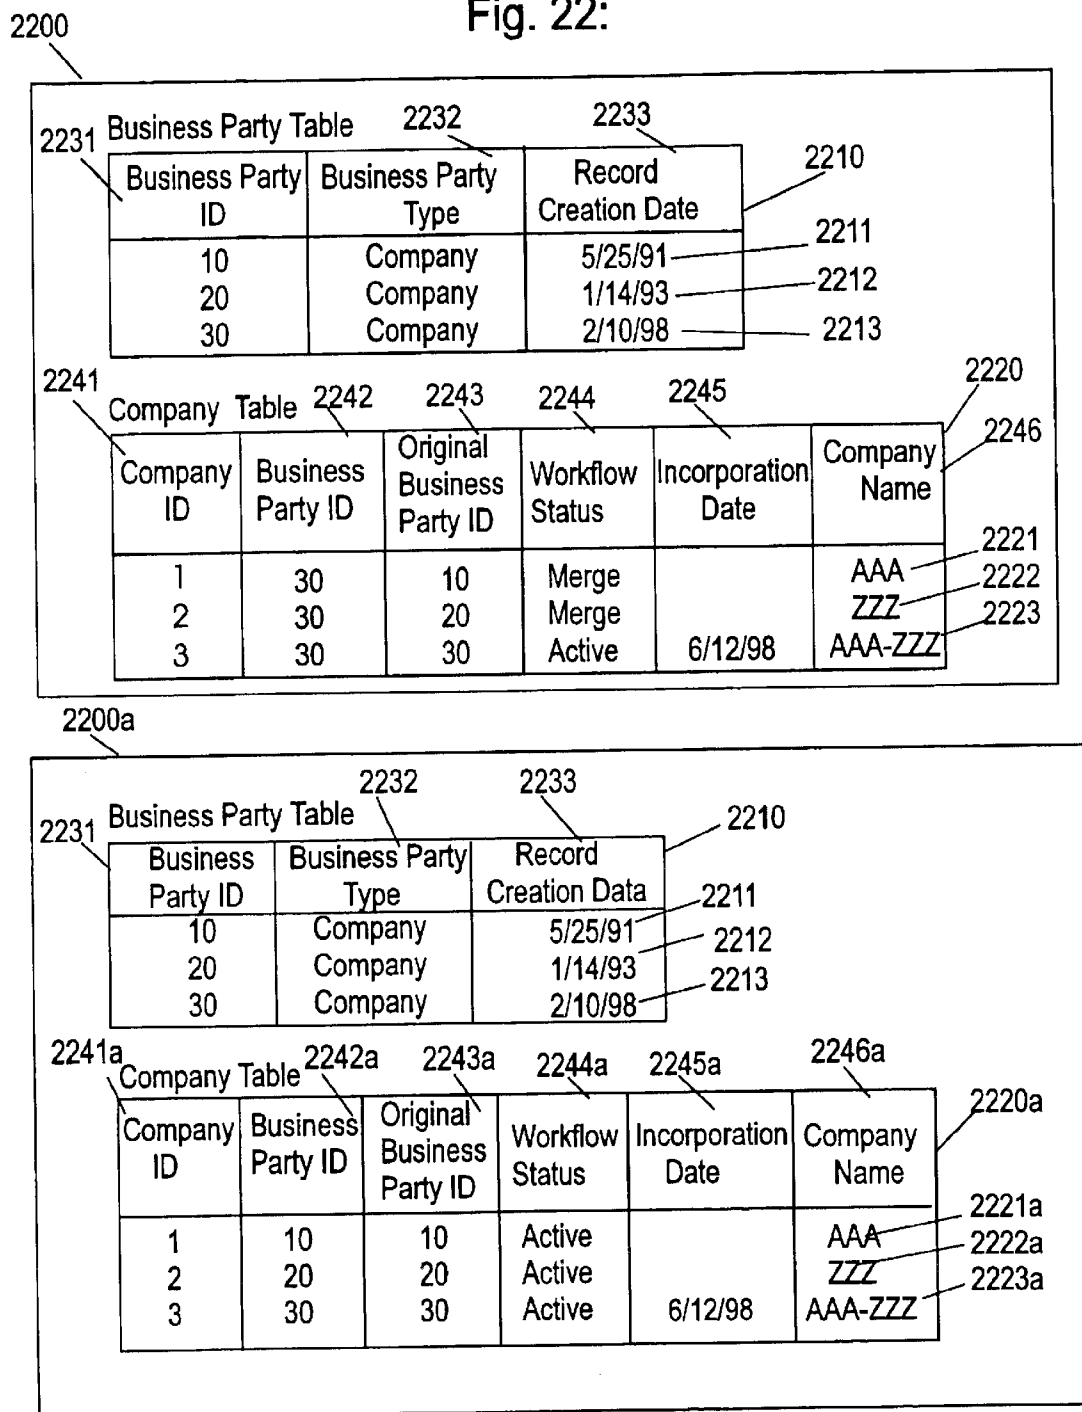 Fig. 22:
2200
Business Party Table 2232 2233
2231
2210
Business Party ID Business Party Type Record Creation Date
10 Company 5/25/91 2211
20 Company 1/14/93 2212
30 Company 2/10/98 2213
2241 2242 2243 2244 2245 2220
Company Table
2246
Company ID Business Party ID Original Business Party ID Workflow Status Incorporation Date Company Name
1 30 10 Merge AAA 2221
2 30 20 Merge ZZZ 2222
3 30 30 Active 6/12/98 AAA-ZZZ 2223
2200a
2232 2233
Business Party Table
2231 2210
Business Party ID Business Party Type Record Creation Data
10 Company 5/25/91 2211
20 Company 1/14/93 2212
30 Company 2/10/98 2213
2241a 2242a 2243a 2244a 2245a 2246a
Company Table
2220a
Company ID Business Party ID Original Business Party ID Workflow Status Incorporation Date Company Name
1 10 10 Active AAA 2221a
2 20 20 Active ZZZ 2222a
3 30 30 Active 6/12/98 AAA-ZZZ 2223a